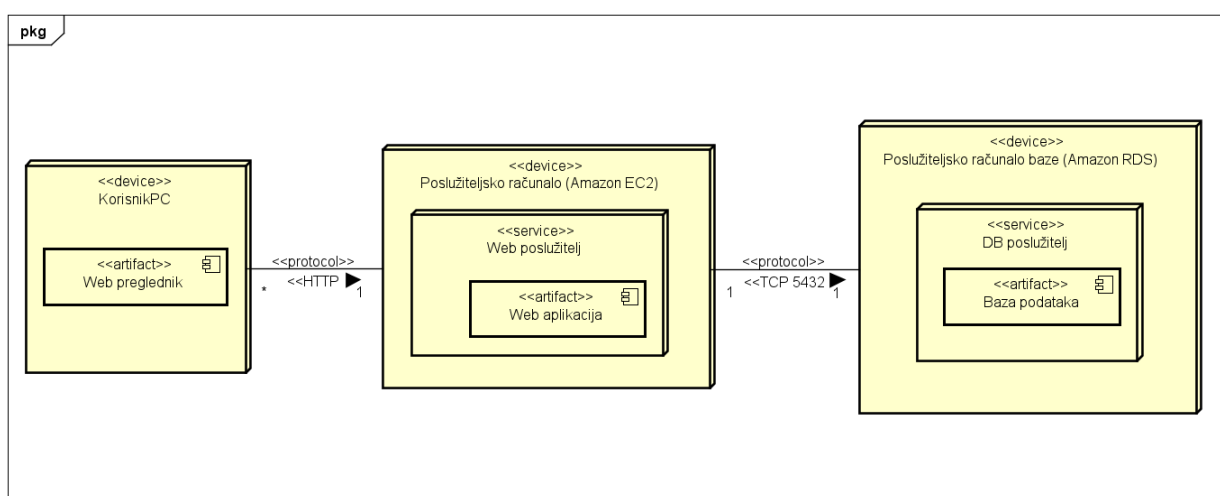 pkg
<<device>>
KorisnikPC
<<artifact>>
Web preglednik
<<protocol>>
<<HTTP
*
1
<<device>>
Poslužiteljsko računalo (Amazon EC2)
<<service>>
Web poslužitelj
<<artifact>>
Web aplikacija
<<protocol>>
<<TCP 5432
1
1
<<device>>
Poslužiteljsko računalo baze (Amazon RDS)
<<service>>
DB poslužitelj
<<artifact>>
Baza podataka